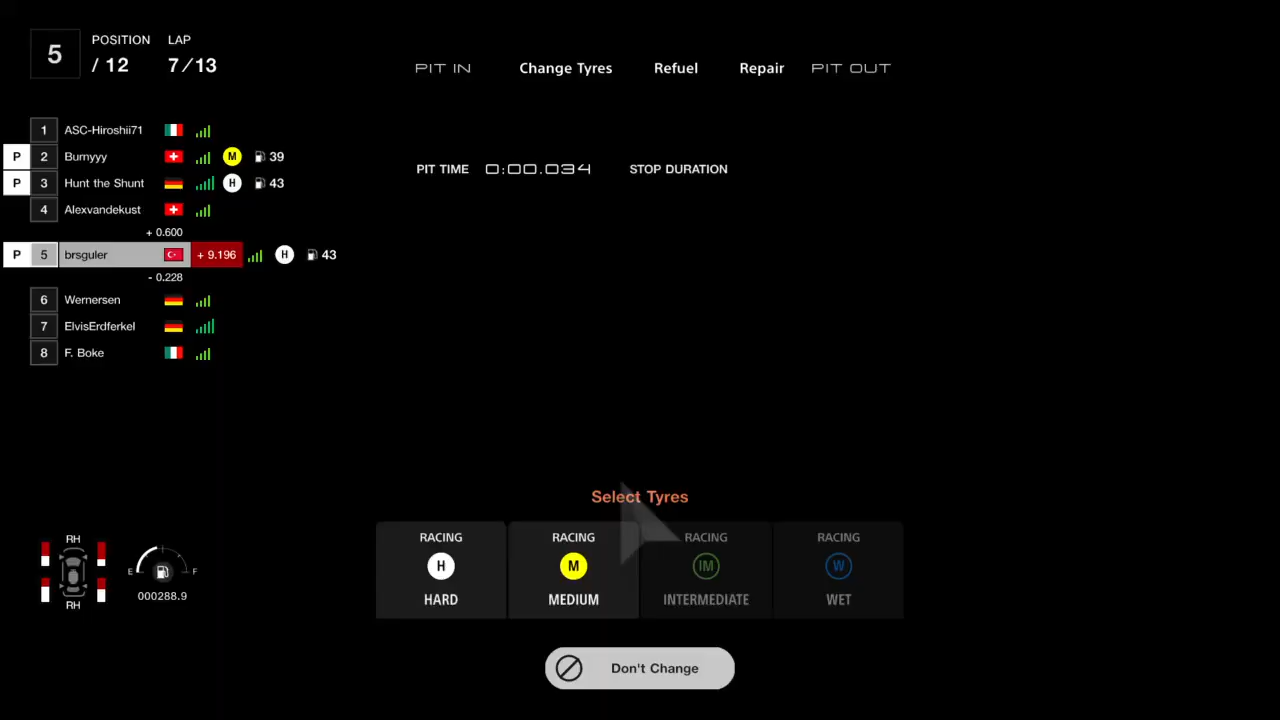 5
POSITION LAP
/ 12 7/13
PIT IN Change Tyres Refuel Repair PIT OUT
PIT TIME 0:00.034 STOP DURATION
1 ASC-Hiroshii71
P 2 Burnyyy M 39
P 3 Hunt the Shunt H 43
4 Alexvandekust
+ 0.600
P 5 brsguler + 9.196 H 43
- 0.228
6 Wernersen
7 ElvisErdferkel
8 F. Boke
Select Tyres
RACING RACING RACING RACING
H M IM W
HARD MEDIUM INTERMEDIATE WET
RH
E F
000288.9
RH
Don't Change